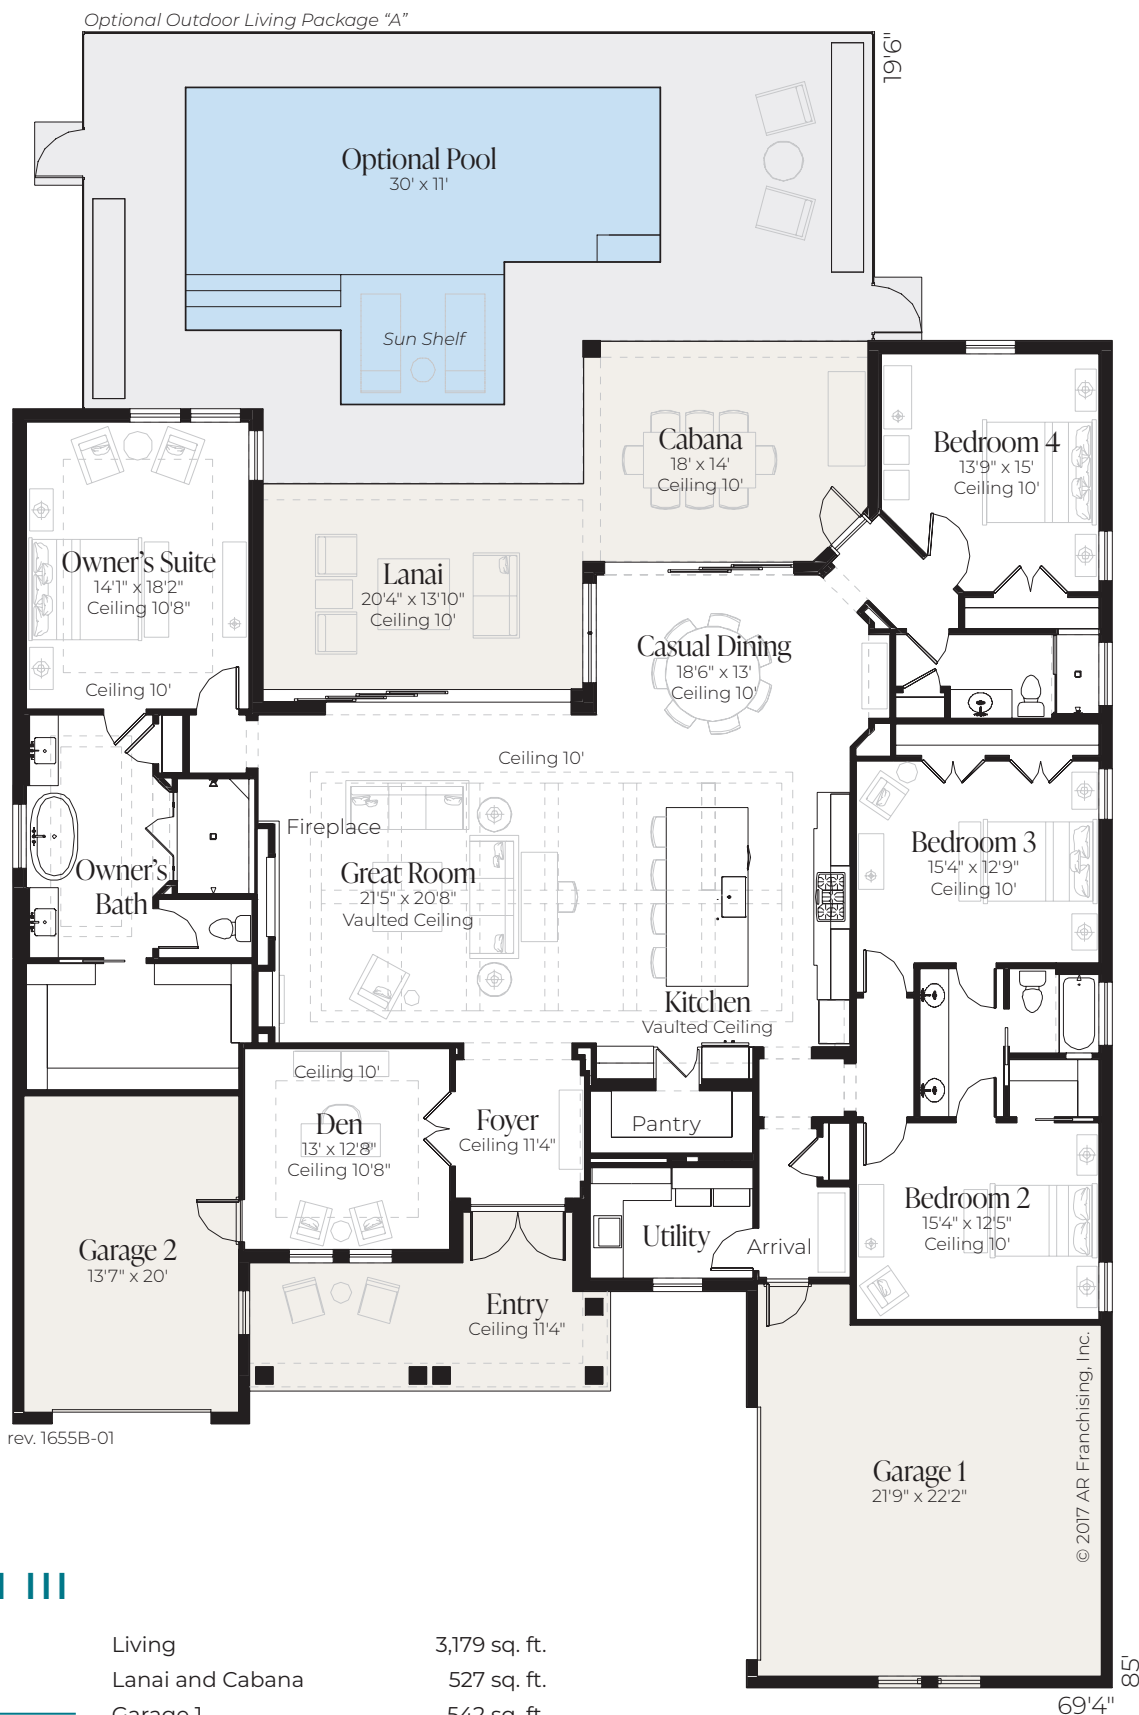 Optional Outdoor Living Package “A”
19'6"
Optional Pool
30' x 11'
Sun Shelf
Cabana
18' x 14'
Ceiling 10'
Bedroom 4
13'9" x 15'
Ceiling 10'
Owner's Suite
14'1" x 18'2"
Ceiling 10'8"
Ceiling 10'
Lanai
20'4" x 13'10"
Ceiling 10'
Casual Dining
18'6" x 13'
Ceiling 10'
Ceiling 10'
Fireplace
Great Room
21'5" x 20'8"
Vaulted Ceiling
Owner's
Bath
Bedroom 3
15'4" x 12'9"
Ceiling 10'
Kitchen
Vaulted Ceiling
Ceiling 10'
Den
13' x 12'8"
Ceiling 10'8"
Foyer
Ceiling 11'4"
Pantry
Utility
Arrival
Bedroom 2
15'4" x 12'5"
Ceiling 10'
Garage 2
13'7" x 20'
Entry
Ceiling 11'4"
Garage 1
21'9" x 22'2"
© 2017 AR Franchising, Inc.
rev. 1655B-01
III
85'
69'4"
Living 3,179 sq. ft.
Lanai and Cabana 527 sq. ft.
Garage 1 542 sq. ft.